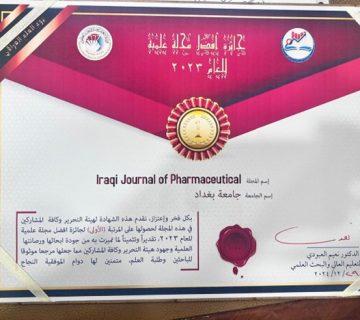 جائزة أفضل مجلة علمية
للعام ٢٠٢٣
إسم المجلة Iraqi Journal of Pharmaceutical
إسم الجامعة جامعة بغداد
بكل فخر وإعتزاز، نقدم هذه الشهادة لهيئة التحرير وكافة المشاركين
في هذه المجلة لحصولها على المرتبة (الأولى) لجائزة افضل مجلة علمية
للعام ٢٠٢٣، تقديراً وتثميناً لما تميزت به من جودة ابحاثها ورصانتها
العلمية وجهود هيئة التحرير وكافة المشاركين مما جعلها مرجعا موثوقا
للباحثين وطلبة العلم، متمنين لها دوام الموفقية النجاح
الدكتور نعيم العبودي
التعليم العالي والبحث العلمي